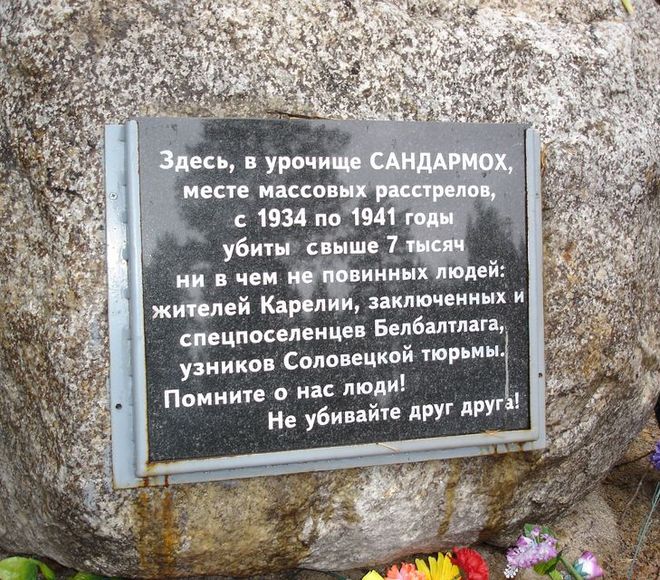 Здесь, в урочище САНДАРМОХ,
месте массовых расстрелов,
с 1934 по 1941 годы
убиты свыше 7 тысяч
ни в чем не повинных людей:
жителей Карелии, заключенных и
спецпоселенцев Белбалтлага,
узников Соловецкой тюрьмы.
Помните о нас люди!
Не убивайте друг друга!